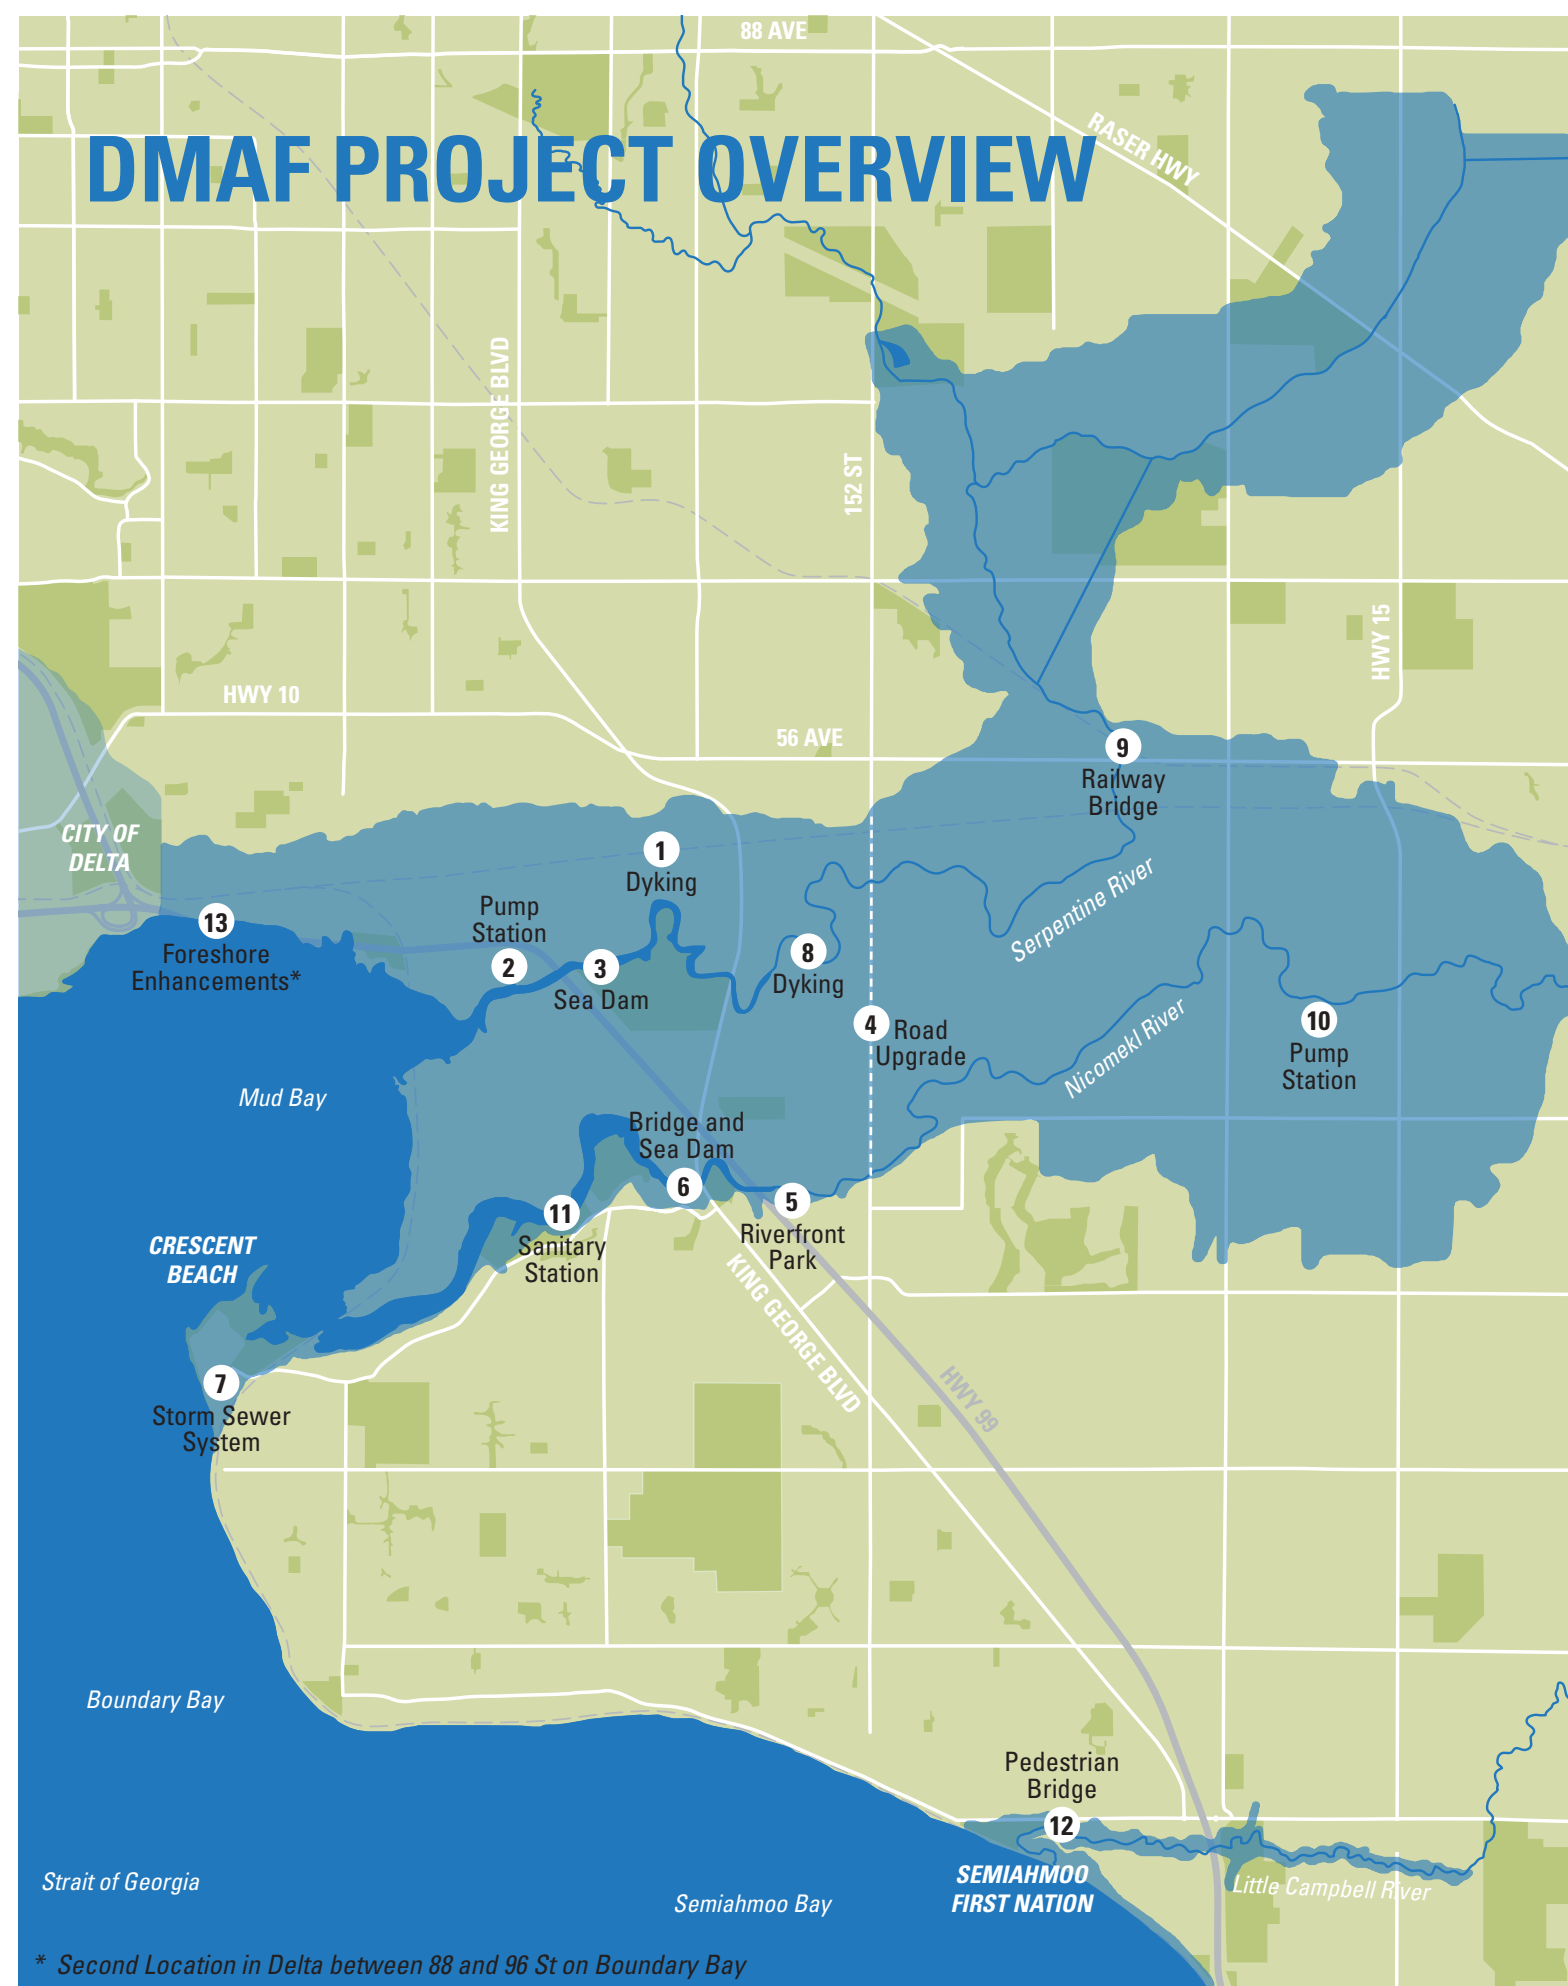 88 AVE
RASER HWY
DMAF PROJECT OVERVIEW
KING GEORGE BLVD
152 ST
HWY 15
HWY 10
56 AVE
9
Railway
Bridge
CITY OF
DELTA
1
Dyking
Serpentine River
13
Foreshore
Enhancements*
Pump
Station
2
3
Sea Dam
8
Dyking
4
Road
Upgrade
Nicomekl River
10
Pump
Station
Mud Bay
Bridge and
Sea Dam
6
5
Riverfront
Park
11
Sanitary
Station
CRESCENT
BEACH
KING GEORGE BLVD
HWY 99
7
Storm Sewer
System
Boundary Bay
Pedestrian
Bridge
12
SEMIAHMOO
FIRST NATION
Little Campbell River
Strait of Georgia
Semiahmoo Bay
* Second Location in Delta between 88 and 96 St on Boundary Bay